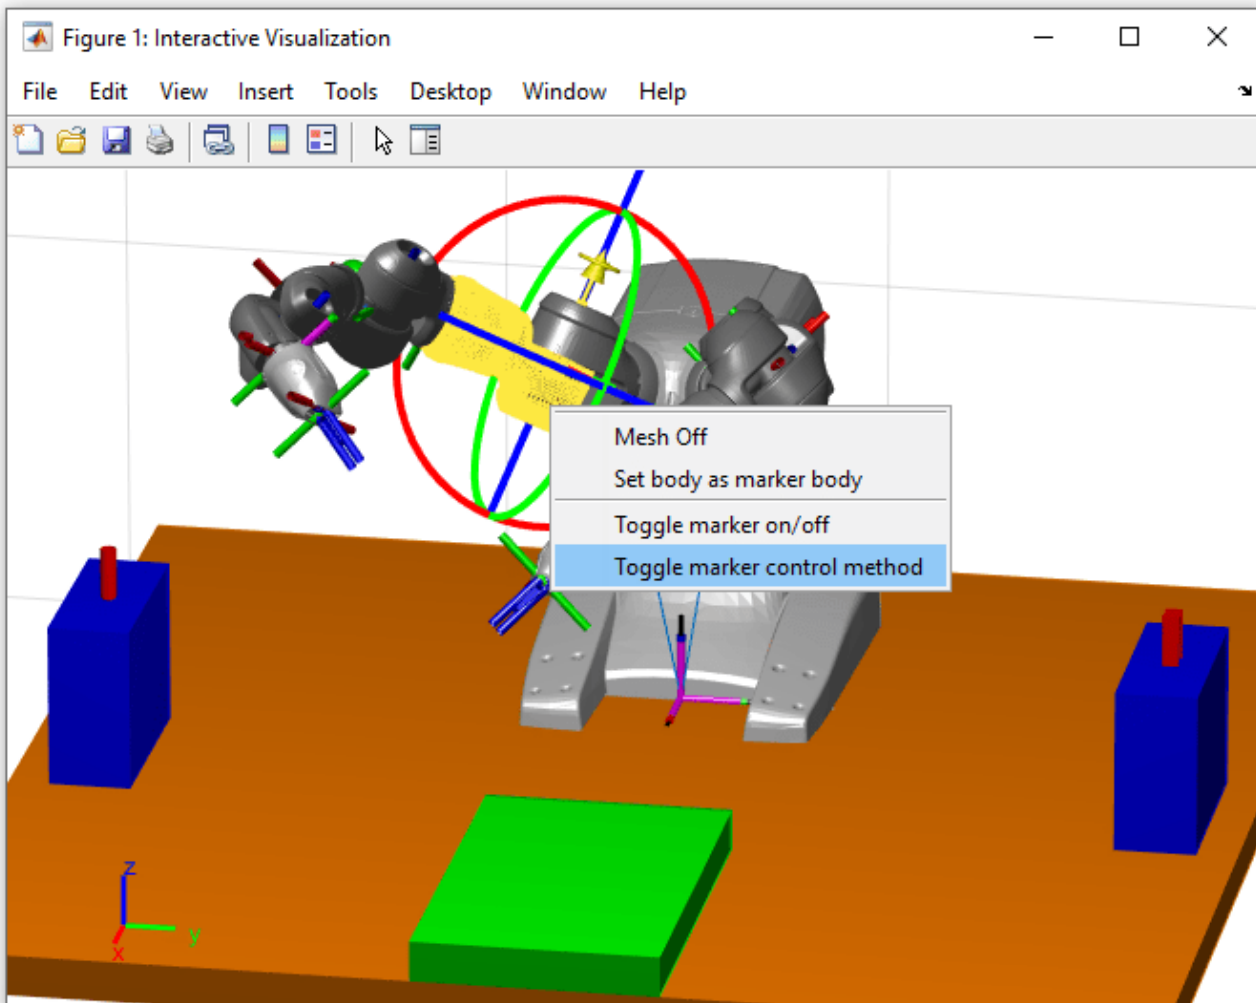 Figure 1: Interactive Visualization
File Edit View Insert Tools Desktop Window Help
Mesh Off
Set body as marker body
Toggle marker on/off
Toggle marker control method
z
y
x